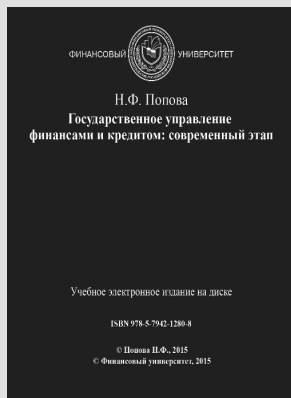 ФИНАНСОВЫЙ УНИВЕРСИТЕТ
Н.Ф. Попова
Государственное управление
финансами и кредитом: современный этап
Учебное электронное издание на диске
ISBN 978-5-7942-1280-8
© Попова Н.Ф., 2015
© Финансовый университет, 2015